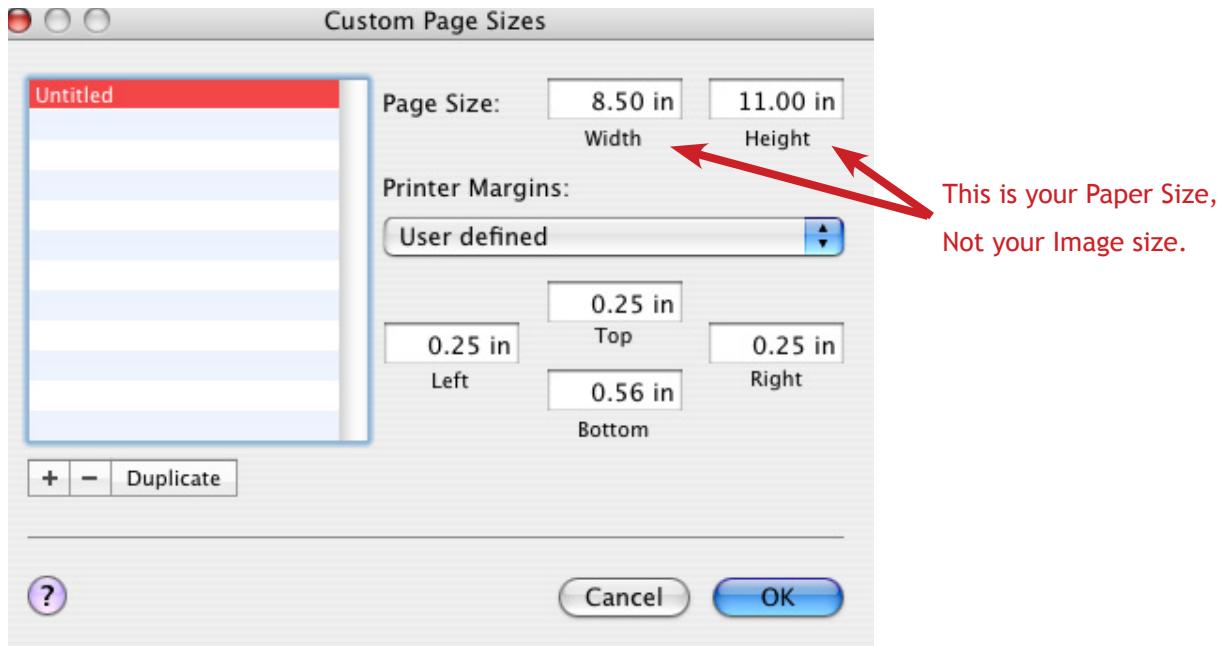 Custom Page Sizes
Untitled
Page Size:
8.50 in
11.00 in
Width
Height
Printer Margins:
User defined
0.25 in
Top
0.25 in
Left
0.25 in
Right
0.56 in
Bottom
+ − Duplicate
?
Cancel
OK
This is your Paper Size,
Not your Image size.